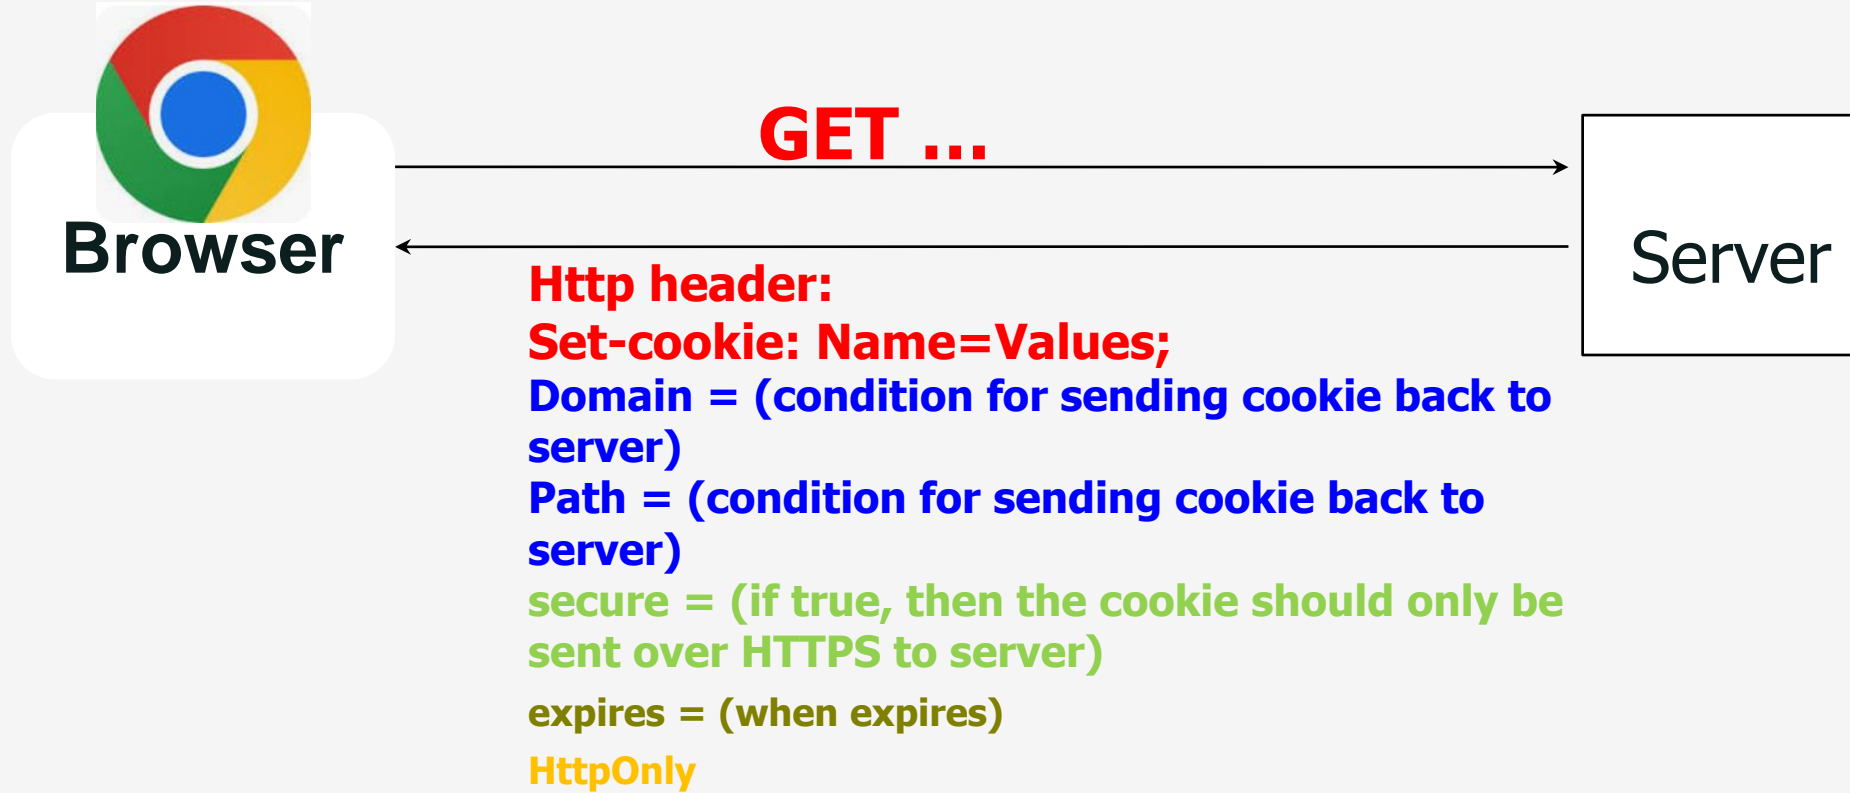 GET ...
Browser
Server
Http header:
Set-cookie: Name=Values;
Domain = (condition for sending cookie back to
server)
Path = (condition for sending cookie back to
server)
secure = (if true, then the cookie should only be
sent over HTTPS to server)
expires = (when expires)
HttpOnly